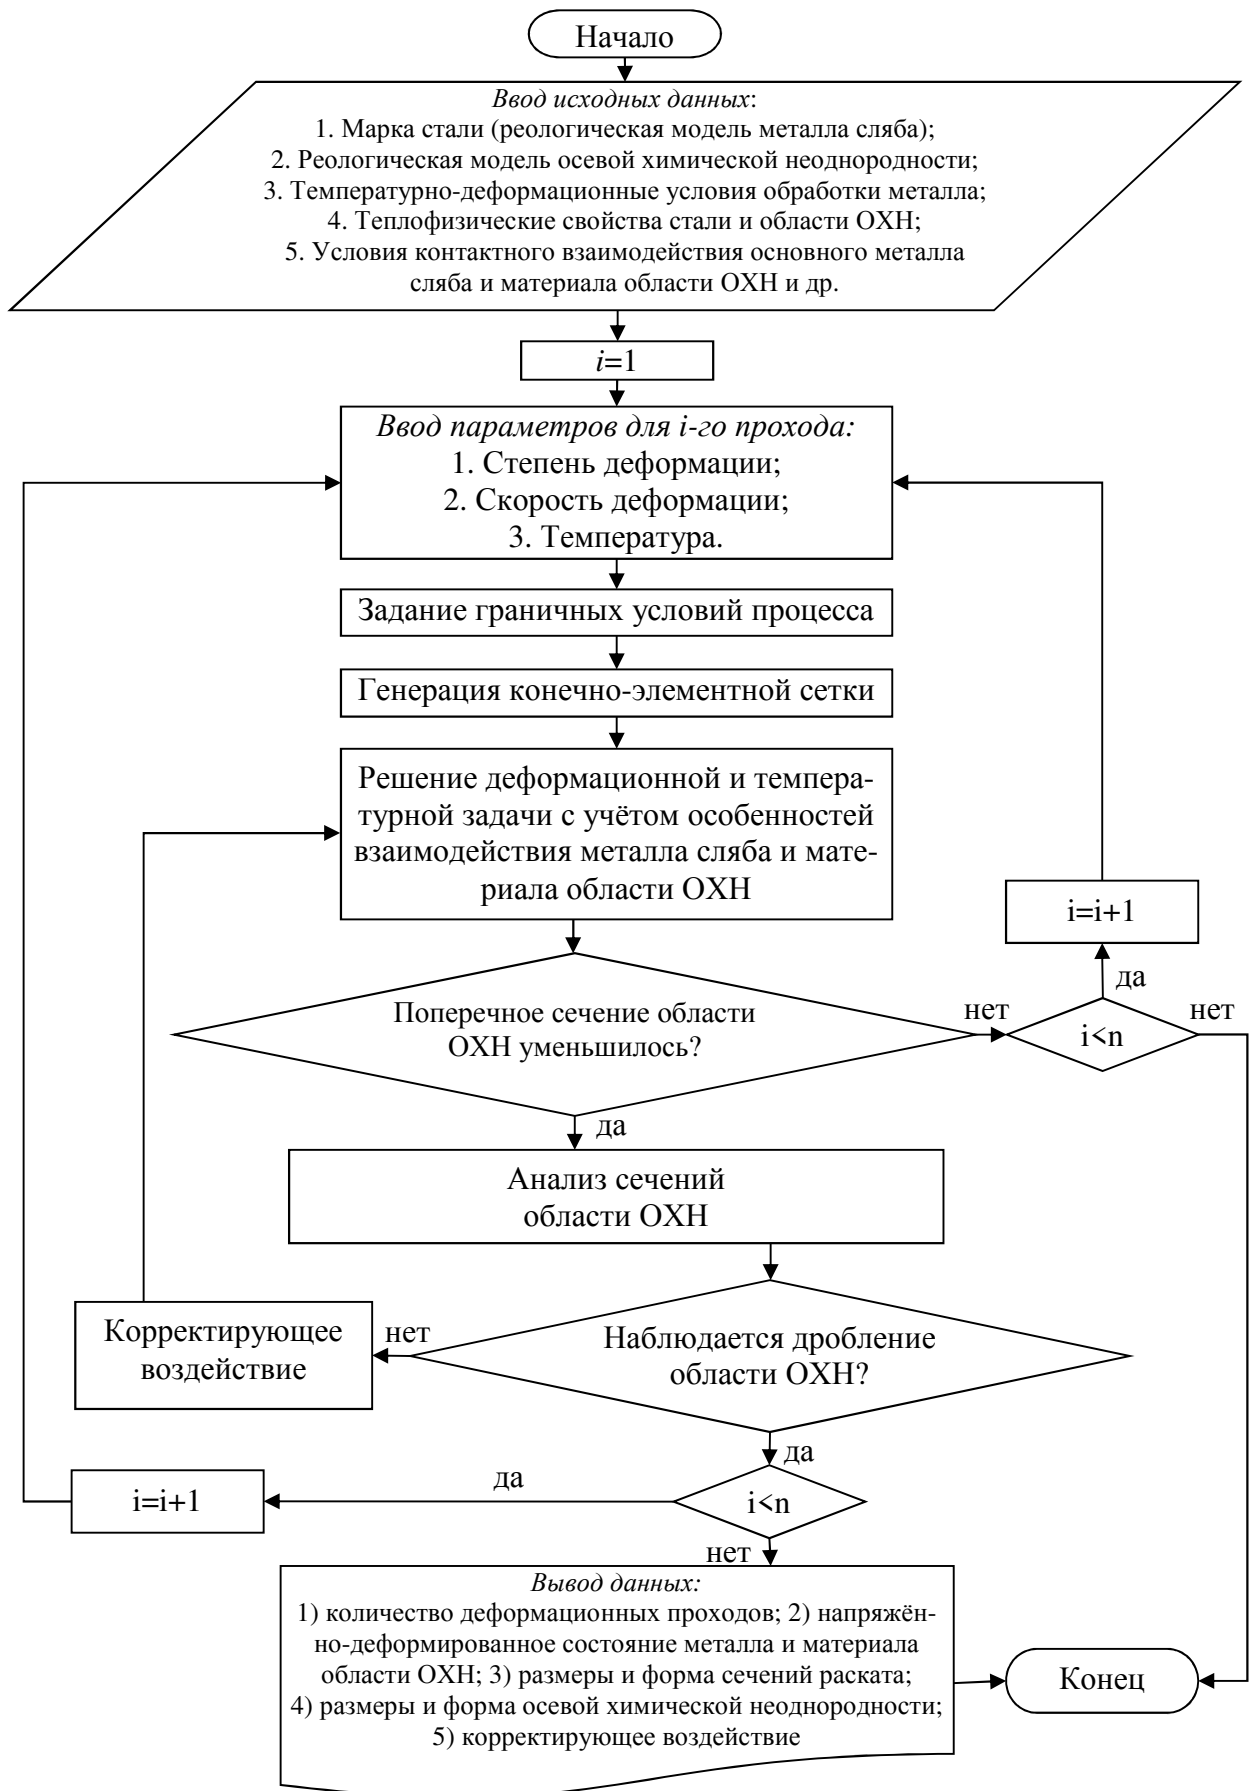 Начало
Ввод исходных данных:
1. Марка стали (реологическая модель металла сляба);
2. Реологическая модель осевой химической неоднородности;
3. Температурно-деформационные условия обработки металла;
4. Теплофизические свойства стали и области ОХН;
5. Условия контактного взаимодействия основного металла
сляба и материала области ОХН и др.
i=1
Ввод параметров для i-го прохода:
1. Степень деформации;
2. Скорость деформации;
3. Температура.
Задание граничных условий процесса
Генерация конечно-элементной сетки
Решение деформационной и темпера-
турной задачи с учётом особенностей
взаимодействия металла сляба и мате-
риала области ОХН
i=i+1
да
Поперечное сечение области
ОХН уменьшилось?
нет
i<n
нет
да
Анализ сечений
области ОХН
Корректирующее
воздействие
нет
Наблюдается дробление
области ОХН?
да
i=i+1
да
i<n
нет
Вывод данных:
1) количество деформационных проходов; 2) напряжён-
но-деформированное состояние металла и материала
области ОХН; 3) размеры и форма сечений раската;
4) размеры и форма осевой химической неоднородности;
5) корректирующее воздействие
Конец